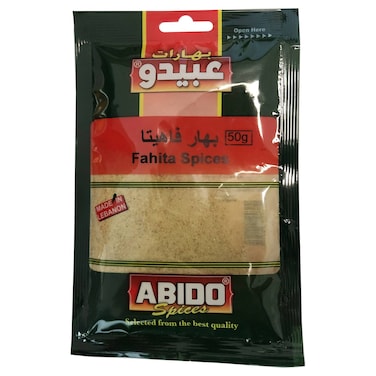 Open Here
بهارات
عبيدو®
بهار فاهيتا 50g
Fahita Spices
MADE IN
LEBANON
ABIDO®
Spices
Selected from the best quality